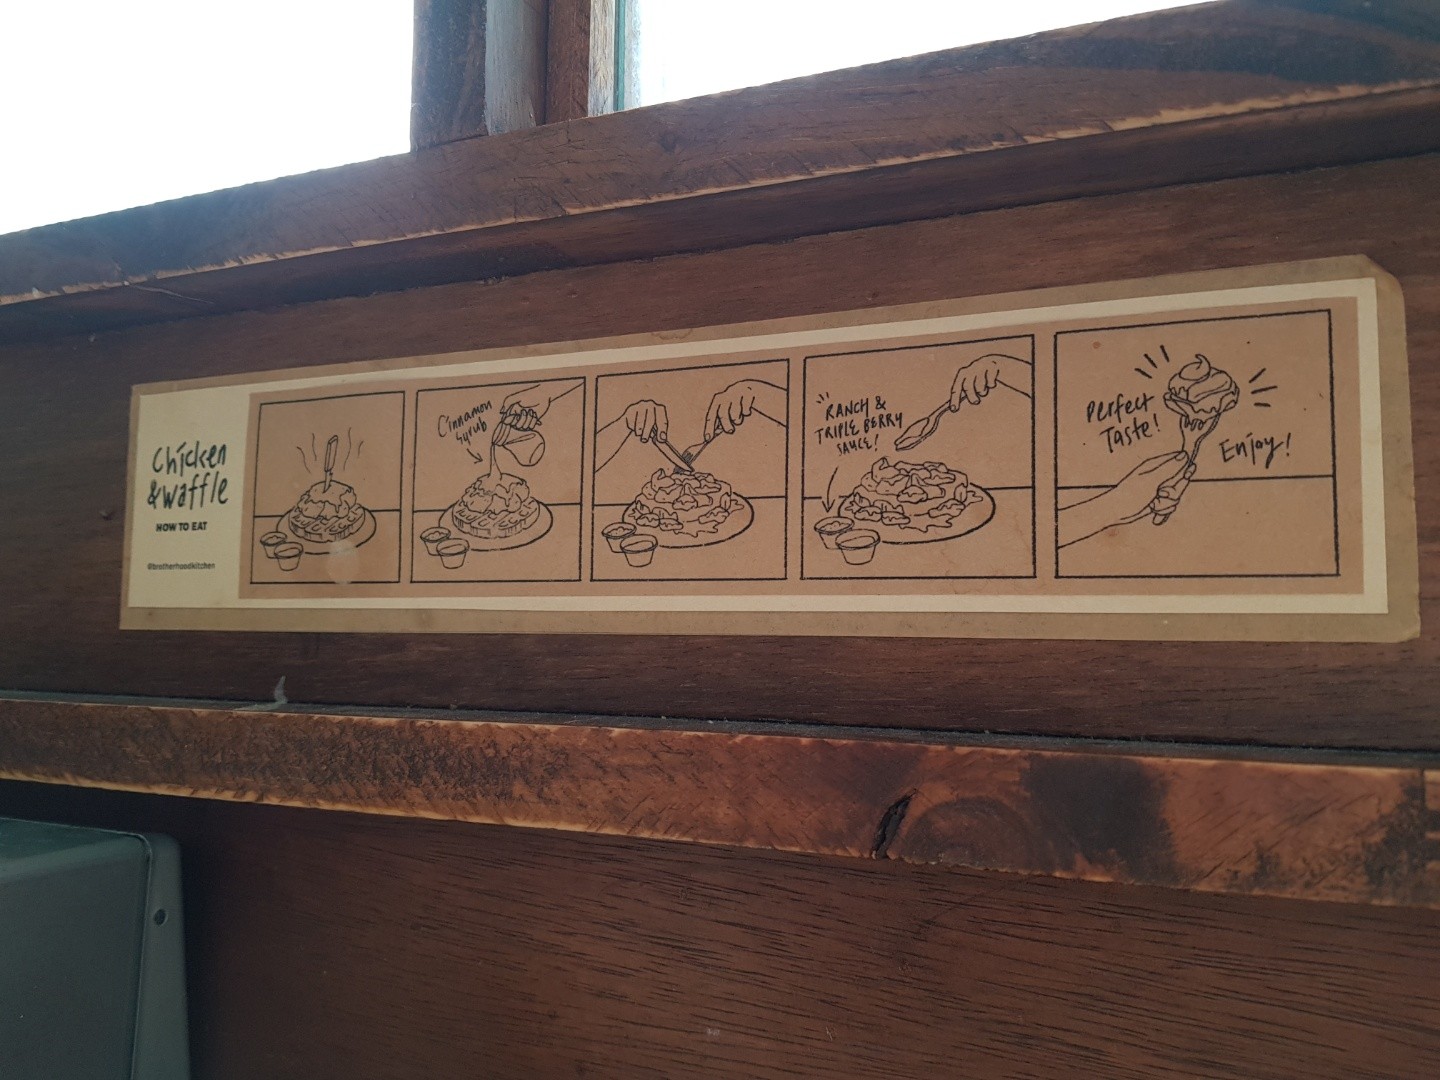 Chicken
& waffle
HOW TO EAT
@brotherhoodkitchen
Cinnamon
Syrub
RANCH &
TRIPLE BERRY
SAUCE!
Perfect
Taste!
Enjoy!